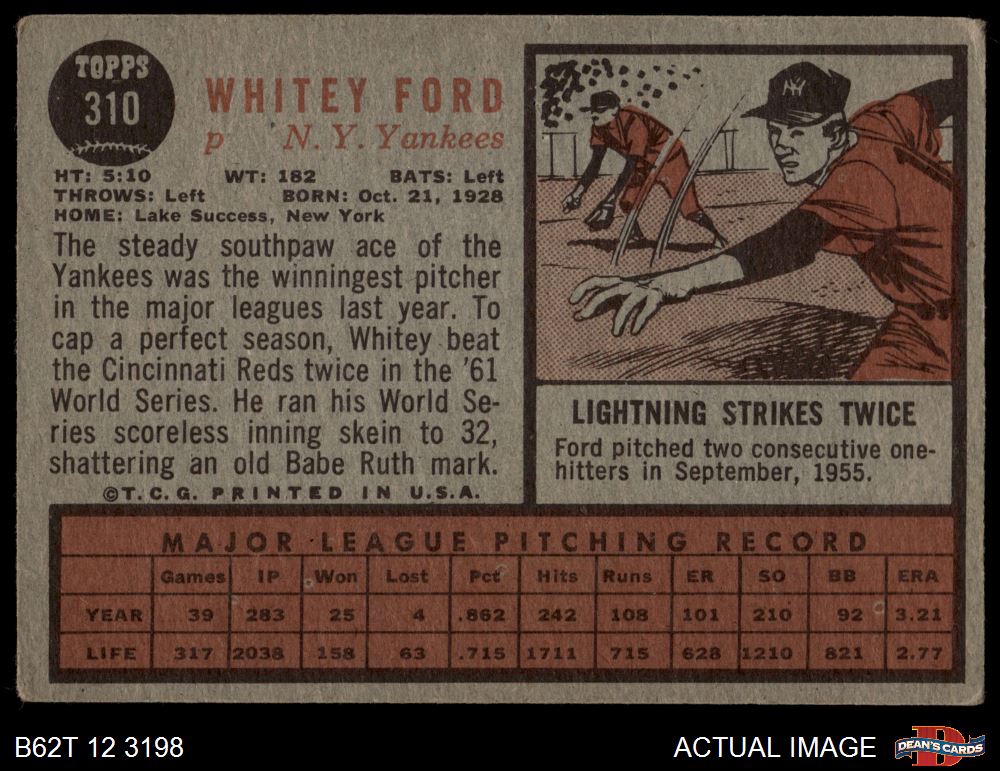 TOPPS
310
WHITEY FORD
p N. Y. Yankees
HT: 5:10 WT: 182 BATS: Left
THROWS: Left BORN: Oct. 21, 1928
HOME: Lake Success, New York
The steady southpaw ace of the
Yankees was the winningest pitcher
in the major leagues last year. To
cap a perfect season, Whitey beat
the Cincinnati Reds twice in the '61
World Series. He ran his World Se-
ries scoreless inning skein to 32,
shattering an old Babe Ruth mark.
©T. C. G. PRINTED IN U.S.A.
NY
LIGHTNING STRIKES TWICE
Ford pitched two consecutive one-
hitters in September, 1955.
MAJOR LEAGUE PITCHING RECORD
Games IP Won Lost Pct Hits Runs ER SO BB ERA
YEAR 39 283 25 4 .862 242 108 101 210 92 3.21
LIFE 317 2038 158 63 .715 1711 715 628 1210 821 2.77
B62T 12 3198
ACTUAL IMAGE
D
DEAN'S CARDS